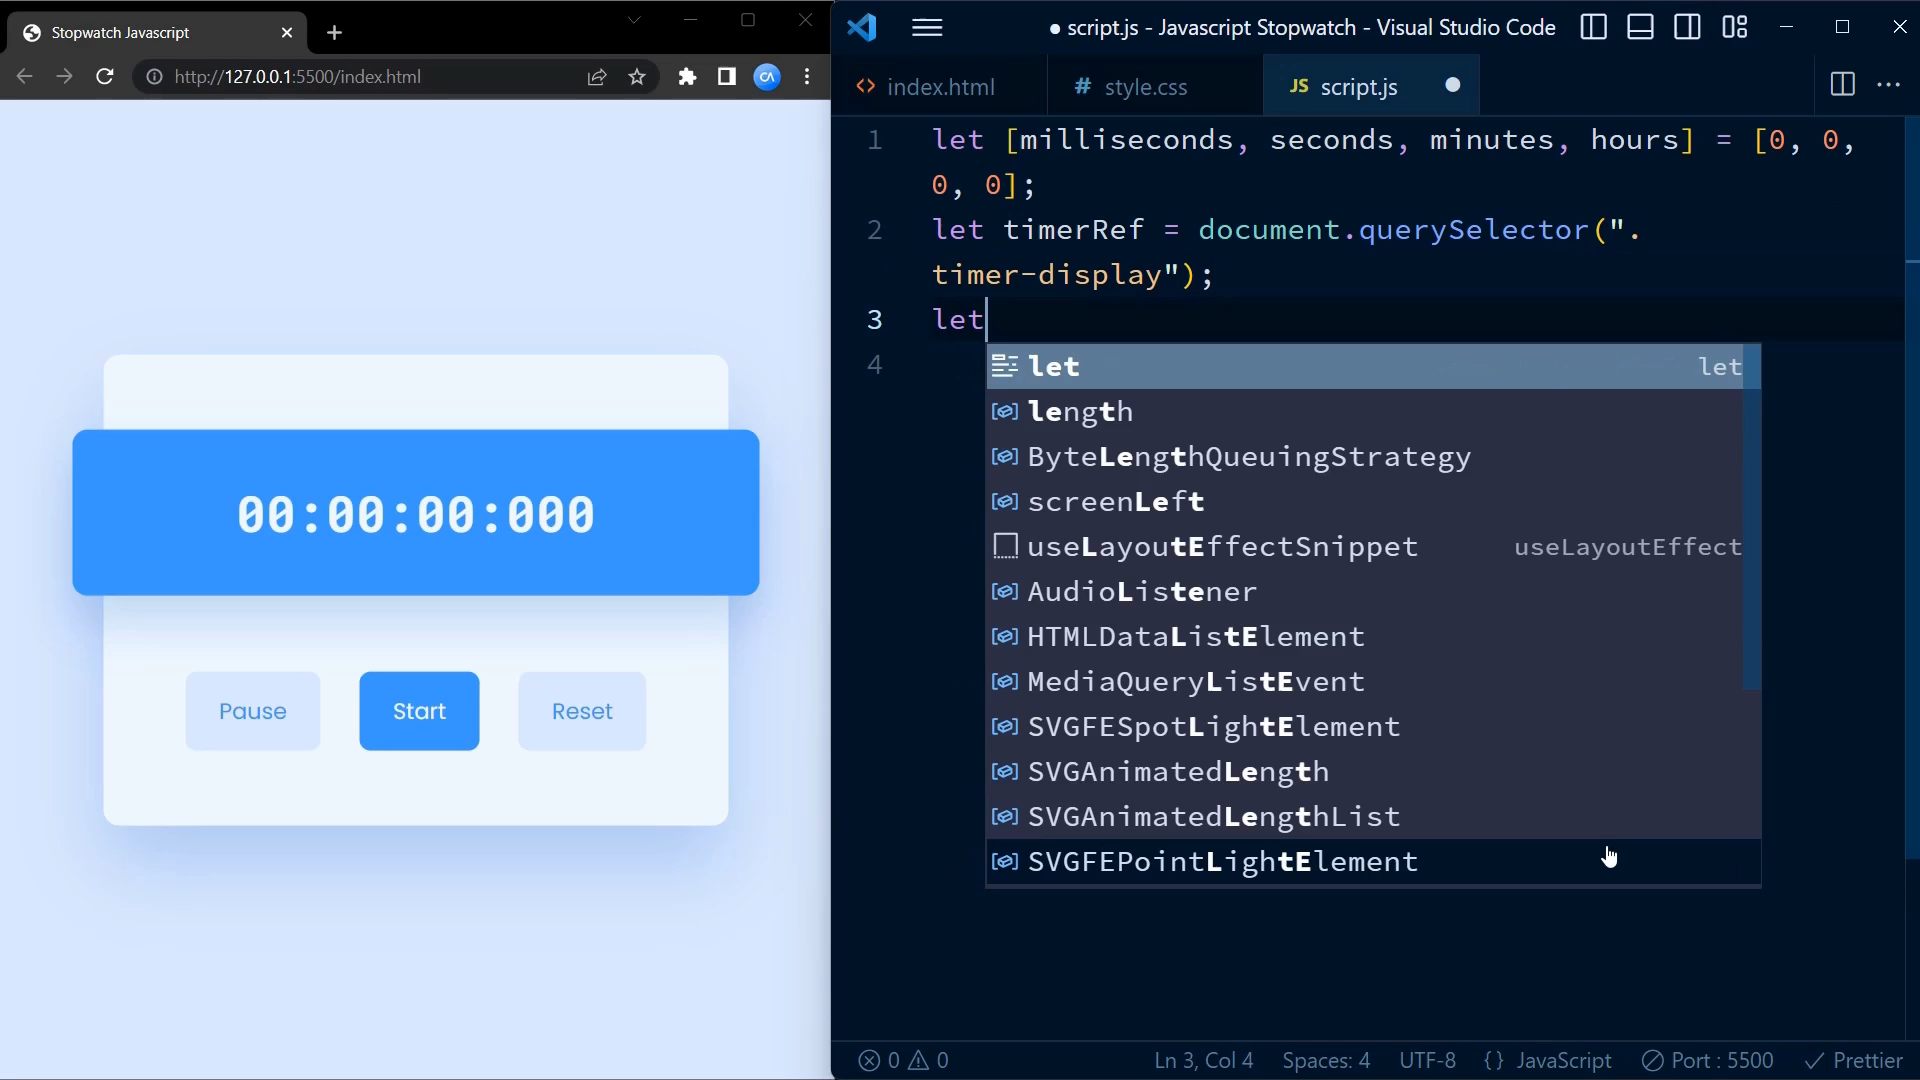 Stopwatch Javascript
http://127.0.0.1:5500/index.html
CA
00:00:00:000
Pause Start Reset
● script.js - Javascript Stopwatch - Visual Studio Code
<> index.html # style.css JS script.js ●
1 let [milliseconds, seconds, minutes, hours] = [0, 0,
0, 0];
2 let timerRef = document.querySelector(".
timer-display");
3 let
4
let let
length
ByteLengthQueuingStrategy
screenLeft
useLayoutEffectSnippet useLayoutEffect
AudioListener
HTMLDataListElement
MediaQueryListEvent
SVGFESpotLightElement
SVGAnimatedLength
SVGAnimatedLengthList
SVGFEPointLightElement
0 0 Ln 3, Col 4 Spaces: 4 UTF-8 {} JavaScript Port : 5500 Prettier